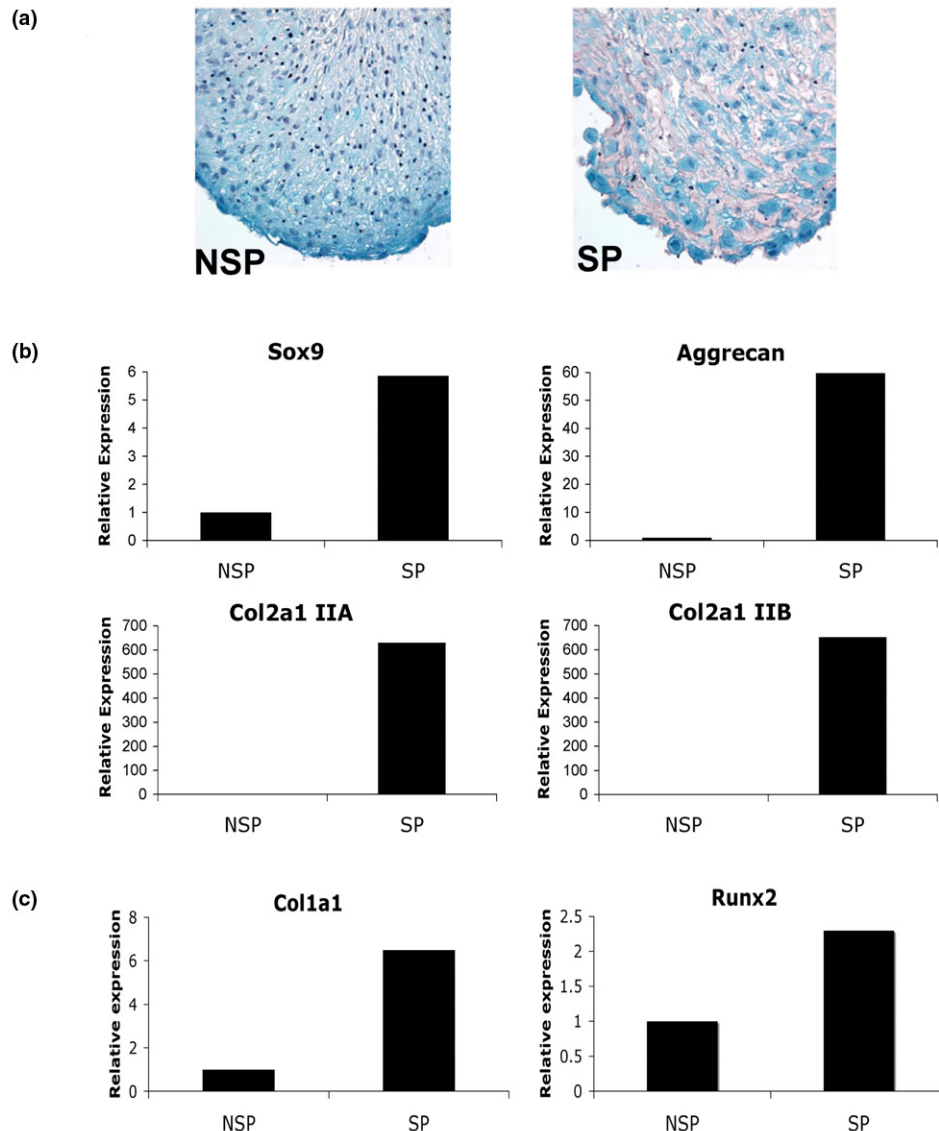 (a)
NSP
SP
(b)
Sox9
Relative Expression
6
5
4
3
2
1
0
NSP
SP
Aggrecan
Relative Expression
60
50
40
30
20
10
0
NSP
SP
Col2a1 IIA
Relative Expression
700
600
500
400
300
200
100
0
NSP
SP
Col2a1 IIB
Relative Expression
700
600
500
400
300
200
100
0
NSP
SP
(c)
Col1a1
Relative expression
8
6
4
2
0
NSP
SP
Runx2
Relative expression
2.5
2
1.5
1
0.5
0
NSP
SP